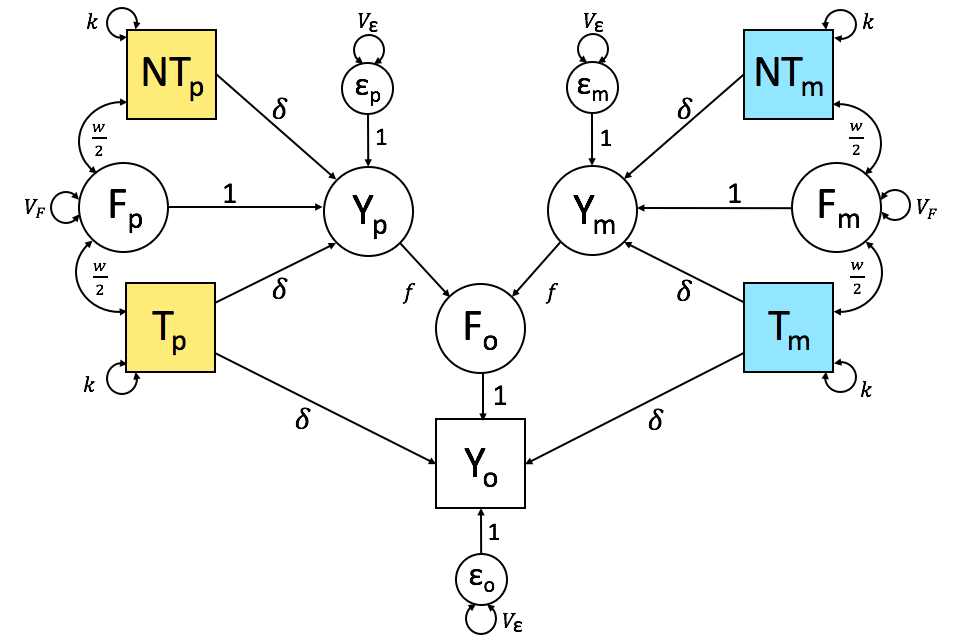 k Vε Vε k
NTp εp εm NTm
δ δ
w/2 1 1 w/2
VF Fp 1 Yp Ym 1 Fm VF
w/2 δ f f δ w/2
Tp Fo Tm
k 1 k
δ δ
Yo
1
εo
Vε